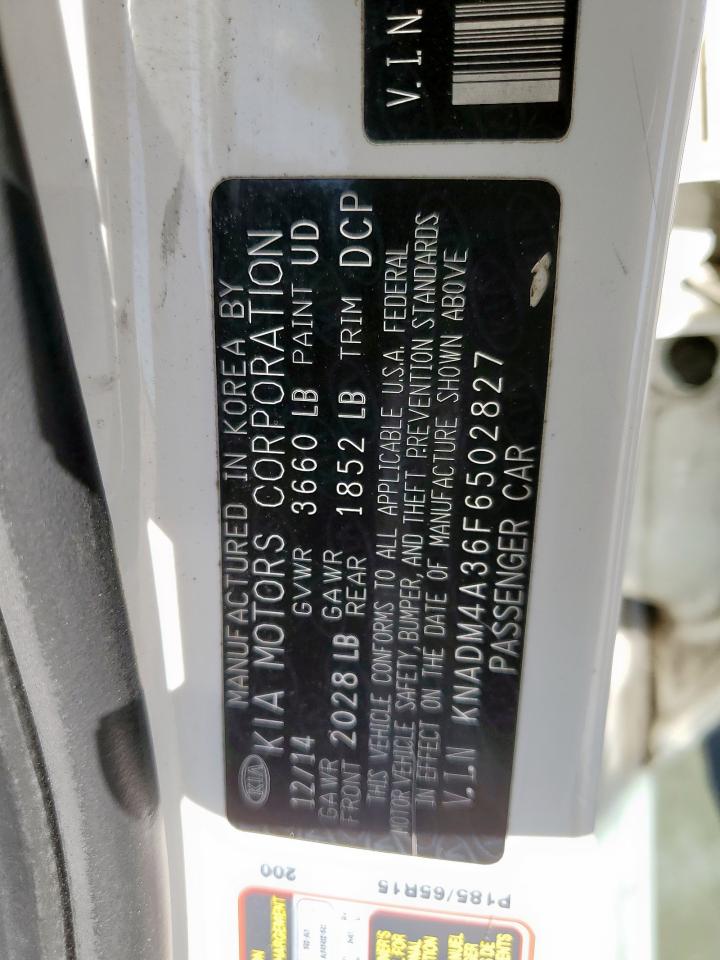 V.I.N.
MANUFACTURED IN KOREA BY
KIA KIA MOTORS CORPORATION
12/14 GVWR 3660 LB PAINT UD
GAWR FRONT 2028 LB GAWR REAR 1852 LB TRIM DCP
THIS VEHICLE CONFORMS TO ALL APPLICABLE U.S.A. FEDERAL
MOTOR VEHICLE SAFETY, BUMPER, AND THEFT PREVENTION STANDARDS
IN EFFECT ON THE DATE OF MANUFACTURE SHOWN ABOVE
V.I.N KNADM4A36F6502827
PASSENGER CAR
200
P185/65R15